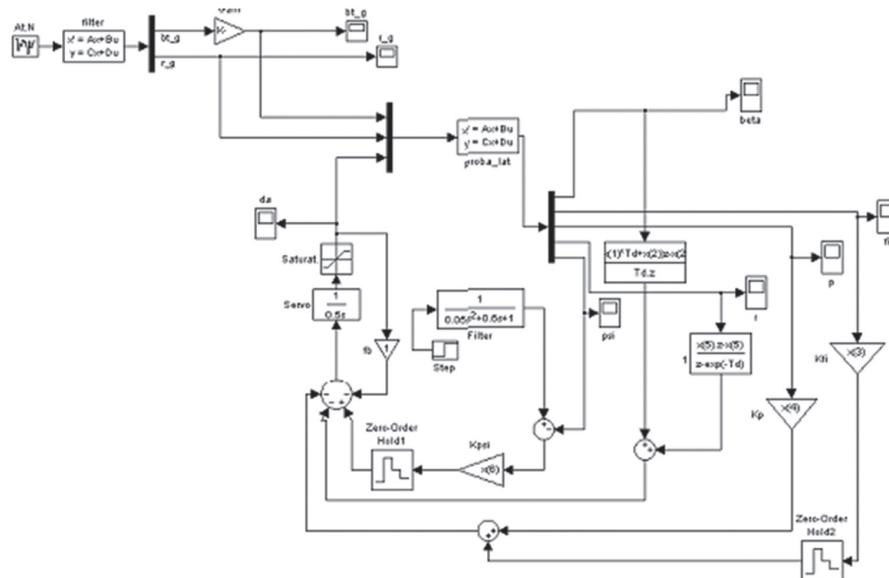 filter
bt_g
r_g
x' = Ax+Bu
y = Cx+Du
K-
bt_g
r_g
beta
x' = Ax+Bu
y = Cx+Du
proba_lat
da
Saturat.
Servo
1
0.5s
1
0.05s²+0.6s+1
Filter
Step
fb
1
psi
x(1)*Td+x(2))z-x(2
Td.z
r
p
x(5).z-x(5)
z-exp(-Td)
1
x(3)
Kfi
x(4)
Kp
Zero-Order
Hold1
Kpsi
x(6)
Zero-Order
Hold2